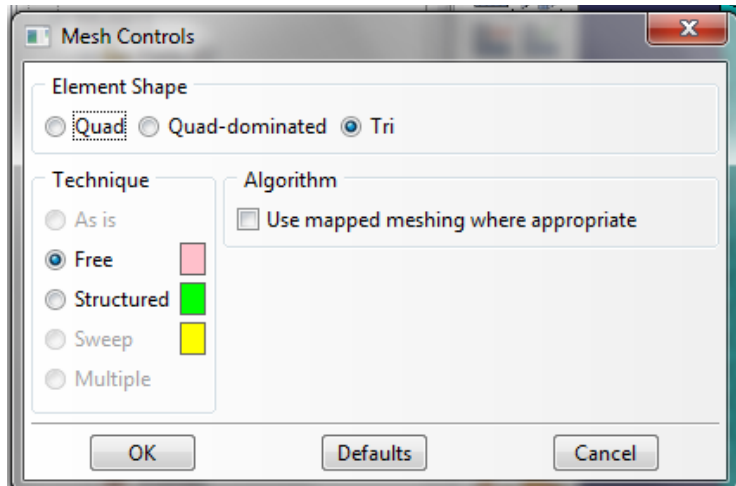 Mesh Controls
X
Element Shape
Quad Quad-dominated Tri
Technique
Algorithm
As is
Use mapped meshing where appropriate
Free
Structured
Sweep
Multiple
OK Defaults Cancel